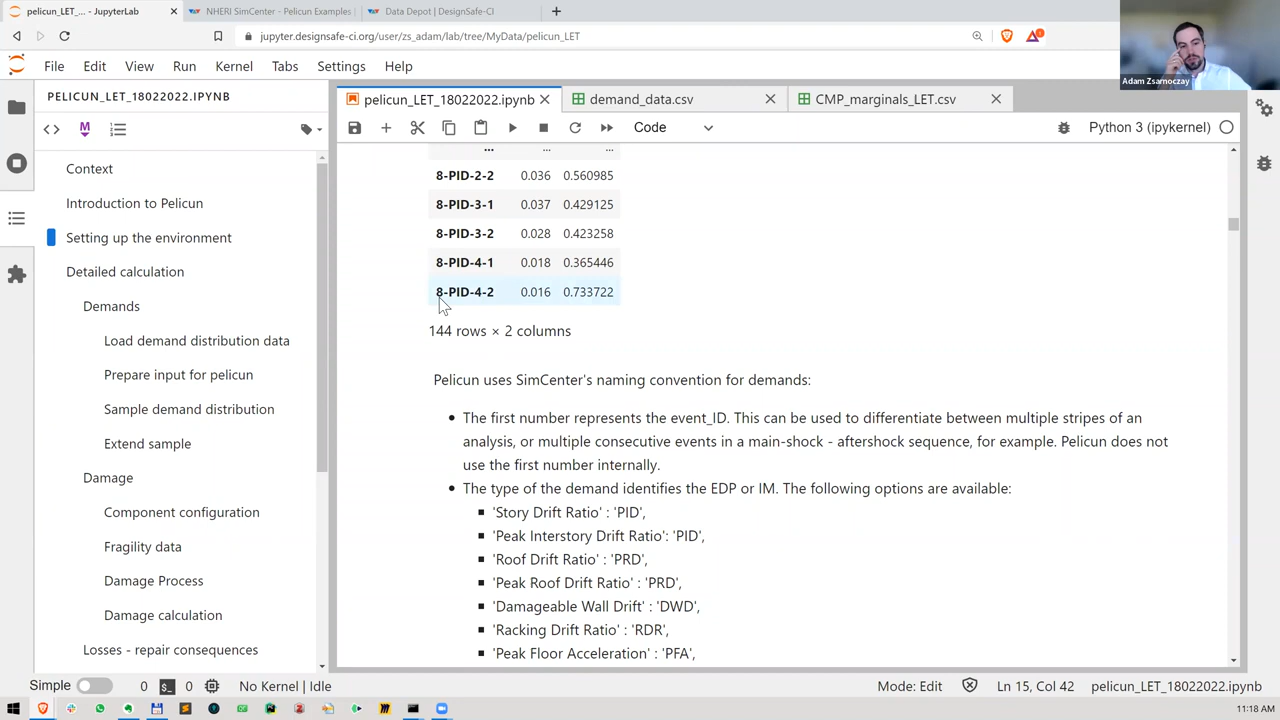 pelicun_LET_... - JupyterLab
NHERI SimCenter - Pelicun Examples
Data Depot | DesignSafe-CI
jupyter.designsafe-ci.org/user/zs_adam/lab/tree/MyData/pelicun_LET
Adam Zsarnoczay
File Edit View Run Kernel Tabs Settings Help
PELICUN_LET_18022022.IPYNB
Context
Introduction to Pelicun
Setting up the environment
Detailed calculation
Demands
Load demand distribution data
Prepare input for pelicun
Sample demand distribution
Extend sample
Damage
Component configuration
Fragility data
Damage Process
Damage calculation
Losses - repair consequences
pelicun_LET_18022022.ipynb
demand_data.csv
CMP_marginals_LET.csv
Code
Python 3 (ipykernel)
... ... ...
8-PID-2-2 0.036 0.560985
8-PID-3-1 0.037 0.429125
8-PID-3-2 0.028 0.423258
8-PID-4-1 0.018 0.365446
8-PID-4-2 0.016 0.733722
144 rows × 2 columns
Pelicun uses SimCenter's naming convention for demands:
The first number represents the event_ID. This can be used to differentiate between multiple stripes of an
analysis, or multiple consecutive events in a main-shock - aftershock sequence, for example. Pelicun does not
use the first number internally.
The type of the demand identifies the EDP or IM. The following options are available:
'Story Drift Ratio' : 'PID',
'Peak Interstory Drift Ratio': 'PID',
'Roof Drift Ratio' : 'PRD',
'Peak Roof Drift Ratio' : 'PRD',
'Damageable Wall Drift' : 'DWD',
'Racking Drift Ratio' : 'RDR',
'Peak Floor Acceleration' : 'PFA',
Simple 0 0 No Kernel | Idle
Mode: Edit Ln 15, Col 42 pelicun_LET_18022022.ipynb
11:18 AM